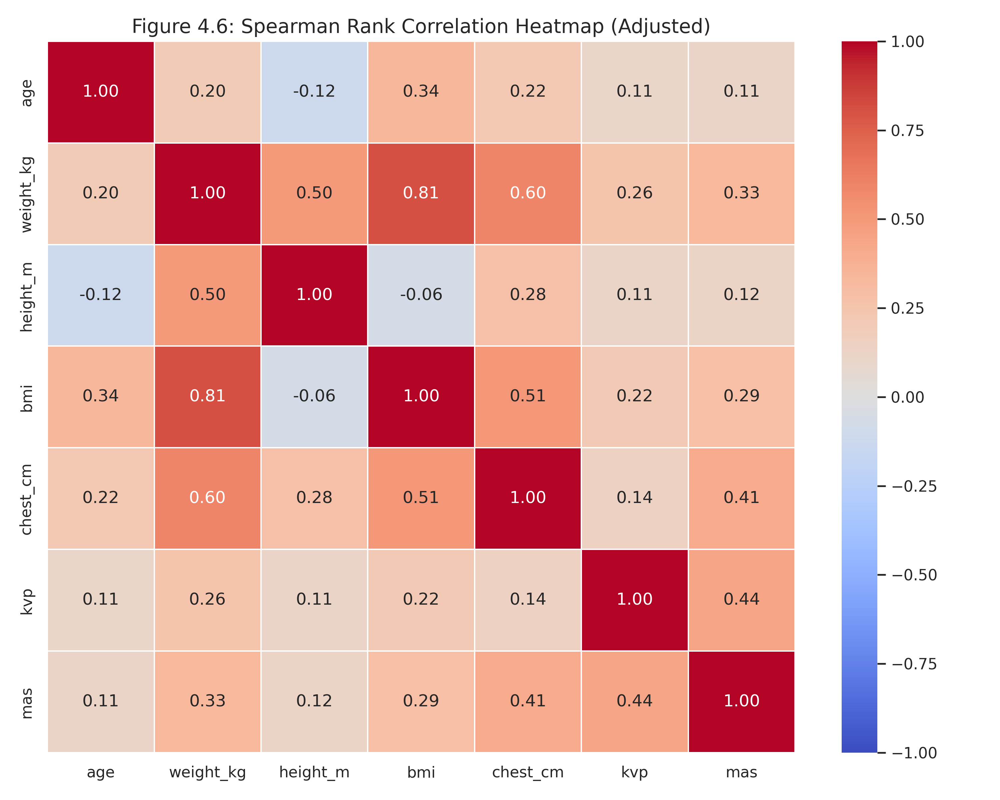 Figure 4.6: Spearman Rank Correlation Heatmap (Adjusted)
age 1.00 0.20 -0.12 0.34 0.22 0.11 0.11
weight_kg 0.20 1.00 0.50 0.81 0.60 0.26 0.33
height_m -0.12 0.50 1.00 -0.06 0.28 0.11 0.12
bmi 0.34 0.81 -0.06 1.00 0.51 0.22 0.29
chest_cm 0.22 0.60 0.28 0.51 1.00 0.14 0.41
kvp 0.11 0.26 0.11 0.22 0.14 1.00 0.44
mas 0.11 0.33 0.12 0.29 0.41 0.44 1.00
age weight_kg height_m bmi chest_cm kvp mas
1.00
0.75
0.50
0.25
0.00
−0.25
−0.50
−0.75
−1.00